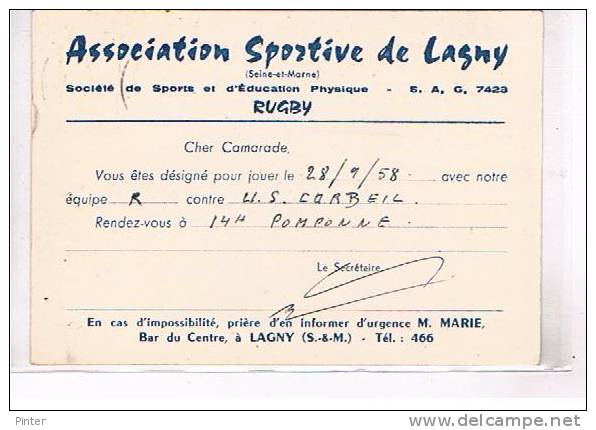 Association Sportive de Lagny
(Seine-et-Marne)
Société de Sports et d'Éducation Physique - S. A. G. 7423
RUGBY
Cher Camarade,
Vous êtes désigné pour jouer le 28/9/58 avec notre
équipe R contre U.S. CORBEIL.
Rendez-vous à 14H POMPONNE.
Le Secrétaire,
En cas d'impossibilité, prière d'en informer d'urgence M. MARIE,
Bar du Centre, à LAGNY (S.-&-M.) - Tél. : 466
Pinter
delcampe.net